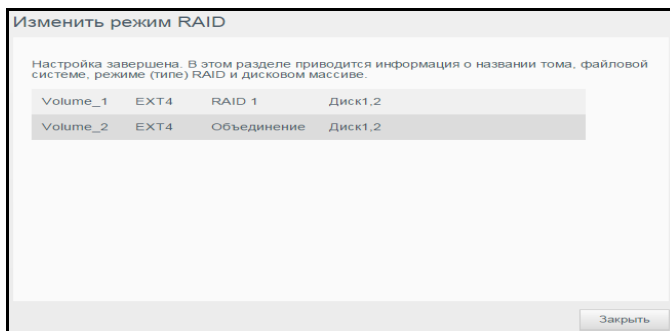 Изменить режим RAID
Настройка завершена. В этом разделе приводится информация о названии тома, файловой
системе, режиме (типе) RAID и дисковом массиве.
Volume_1 EXT4 RAID 1 Диск1,2
Volume_2 EXT4 Объединение Диск1,2
Закрыть